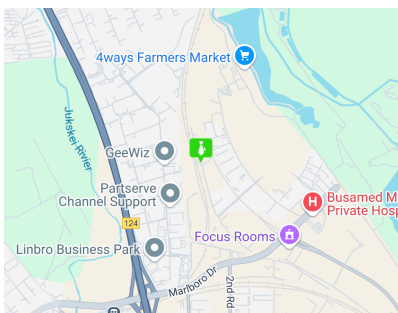 4ways Farmers Market
Jukskei Rivier
GeeWiz
Partserve
Channel Support
Busamed M
Private Hosp
124
Focus Rooms
Linbro Business Park
Marlboro Dr
2nd Rd
H